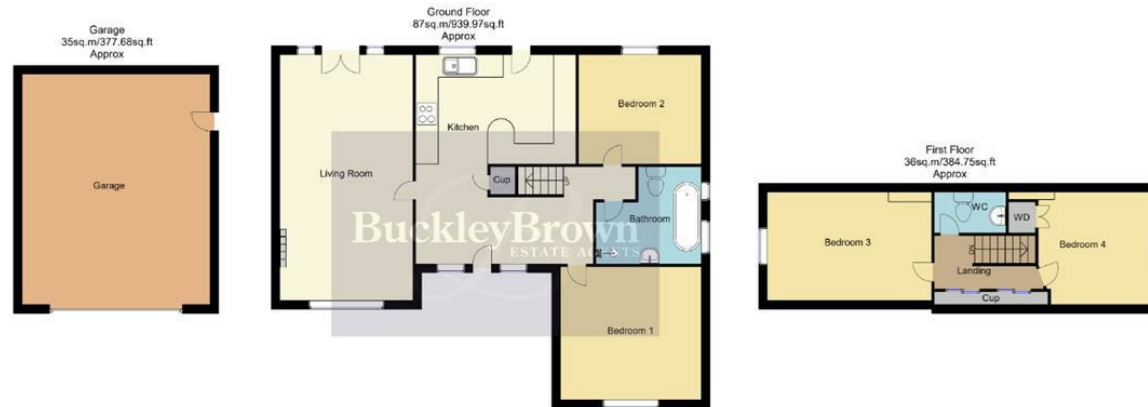 Garage
35sq.m/377.68sq.ft
Approx
Garage
Ground Floor
87sq.m/939.97sq.ft
Approx
Living Room
Kitchen
Bedroom 2
Cup
UP
Bathroom
BuckleyBrown
ESTATE AGENTS
Bedroom 1
First Floor
36sq.m/384.75sq.ft
Approx
Bedroom 3
WC
WD
DN
Bedroom 4
Landing
Cup